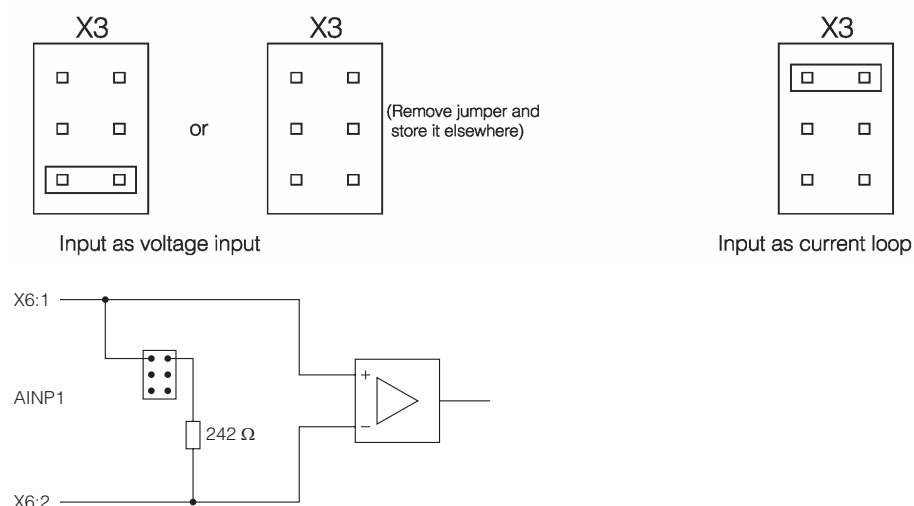 X3
X3
X3
or
(Remove jumper and
store it elsewhere)
Input as voltage input
Input as current loop
X6:1
AINP1
242 Ω
+
−
X6:2